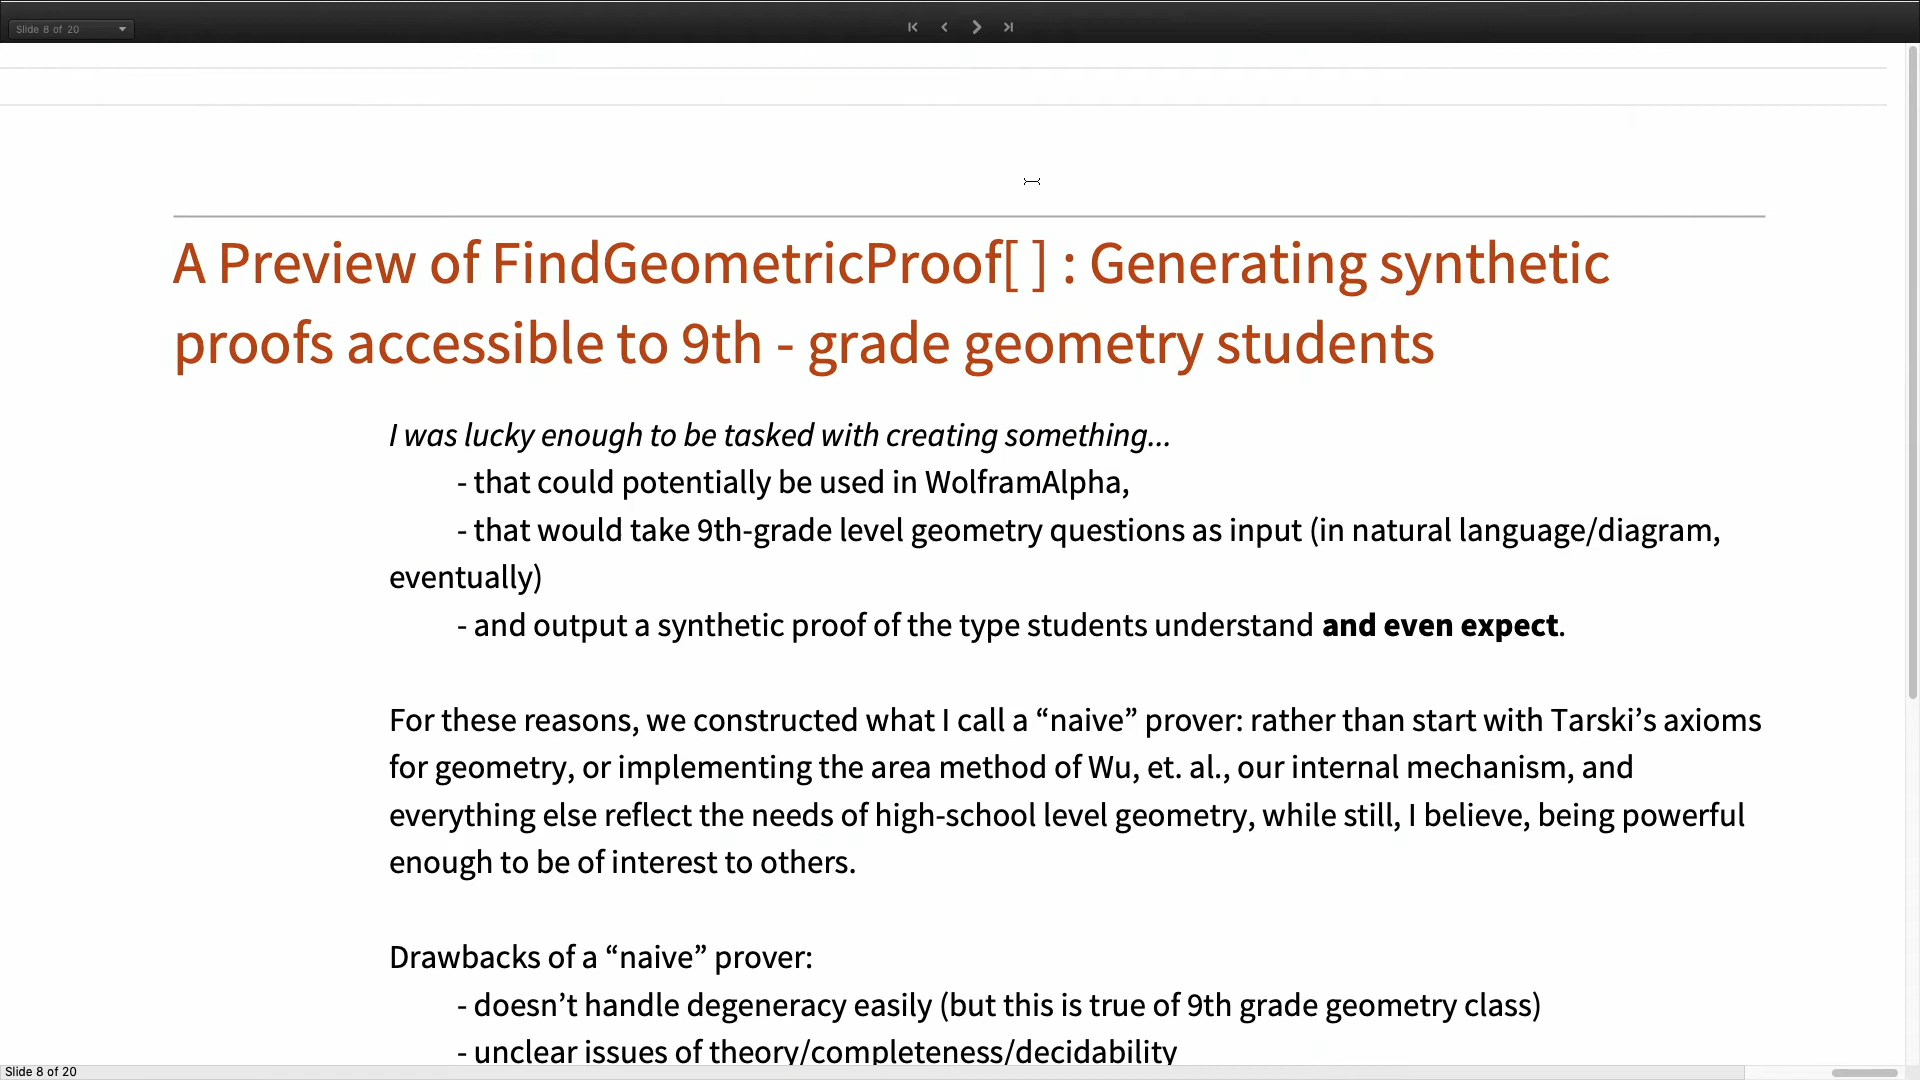 Slide 8 of 20
A Preview of FindGeometricProof[ ] : Generating synthetic
proofs accessible to 9th - grade geometry students
I was lucky enough to be tasked with creating something...
- that could potentially be used in WolframAlpha,
- that would take 9th-grade level geometry questions as input (in natural language/diagram,
eventually)
- and output a synthetic proof of the type students understand and even expect.
For these reasons, we constructed what I call a “naive” prover: rather than start with Tarski’s axioms
for geometry, or implementing the area method of Wu, et. al., our internal mechanism, and
everything else reflect the needs of high-school level geometry, while still, I believe, being powerful
enough to be of interest to others.
Drawbacks of a “naive” prover:
- doesn’t handle degeneracy easily (but this is true of 9th grade geometry class)
- unclear issues of theory/completeness/decidability
Slide 8 of 20